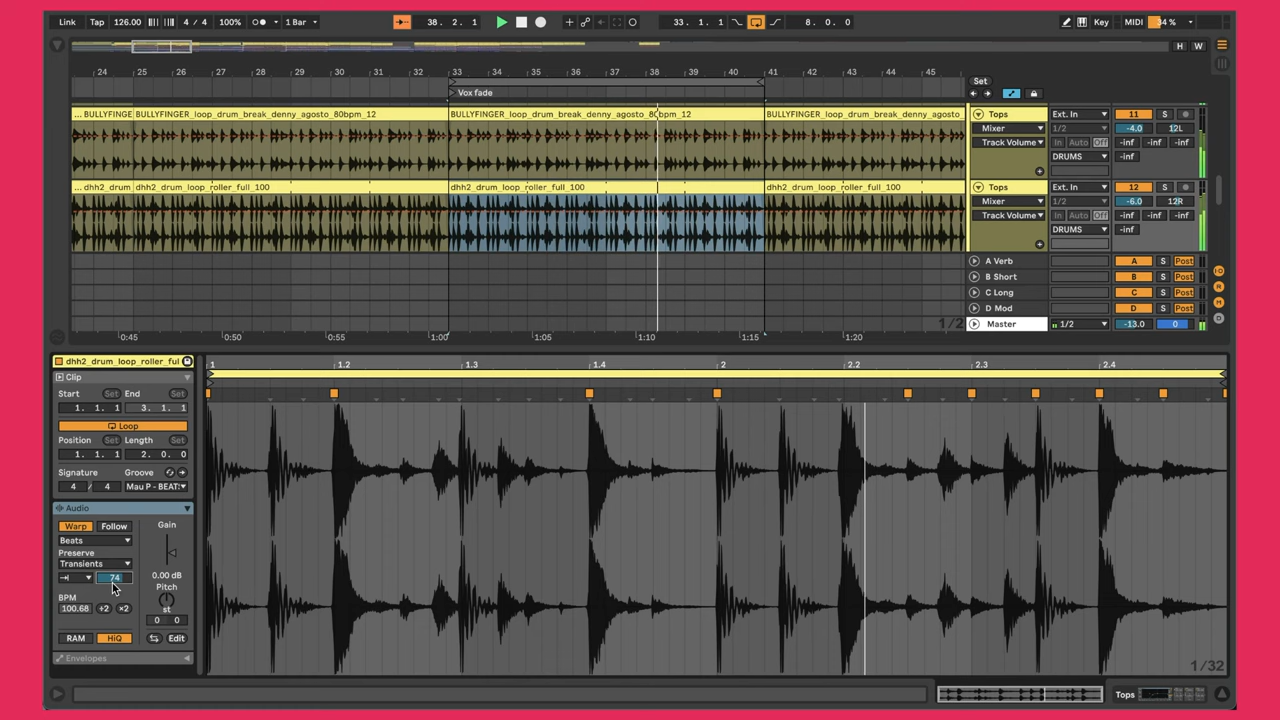 Link Tap 126.00 4 / 4 100% 1 Bar 38. 2. 1 33. 1. 1 8. 0. 0 Key MIDI 34 %
H W
24 25 26 27 28 29 30 31 32 33 34 35 36 37 38 39 40 41 42 43 44 45 Set
Vox fade
... BULLYFINGE BULLYFINGER_loop_drum_break_denny_agosto_80bpm_12 BULLYFINGER_loop_drum_break_denny_agosto_80bpm_12 BULLYFINGER_loop_drum_break_denny_agosto Tops Ext. In 11 S
Mixer 1/2 -4.0 12L
Track Volume In Auto Off -inf -inf -inf
DRUMS -inf
... dhh2_drum dhh2_drum_loop_roller_full_100 dhh2_drum_loop_roller_full_100 dhh2_drum_loop_roller_full_100 Tops Ext. In 12 S
Mixer 1/2 -6.0 12R
Track Volume In Auto Off -inf -inf -inf
DRUMS -inf
A Verb A S Post
B Short B S Post
C Long C S Post
D Mod D S Post
1/2 Master 1/2 -13.0 0
0:45 0:50 0:55 1:00 1:05 1:10 1:15 1:20
dhh2_drum_loop_roller_ful 1 1.2 1.3 1.4 2 2.2 2.3 2.4
Clip
Start Set End Set
1. 1. 1 3. 1. 1
Loop
Position Set Length
1. 1. 1 2. 0. 0
Signature Groove
4 / 4 Mau P - BEAT:
Audio
Warp Follow Gain
Beats
Preserve
Transients
74 0.00 dB
Pitch
BPM st
100.68 ÷2 ×2
0 0
RAM HiQ Edit
Envelopes 1/32
Tops